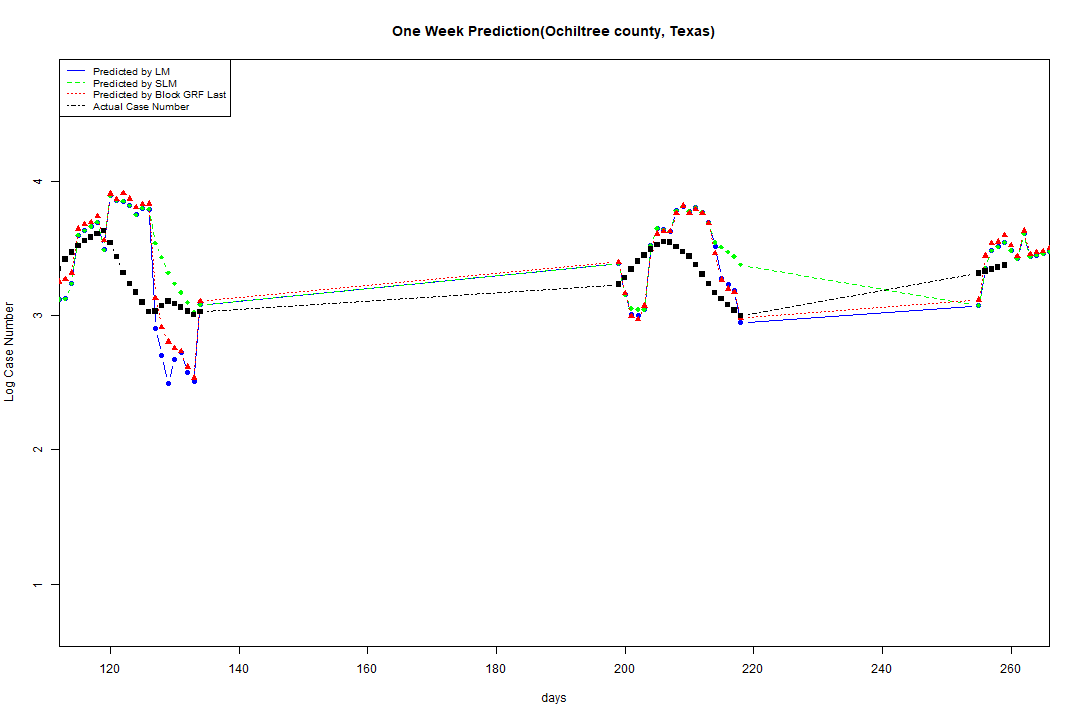 One Week Prediction(Ochiltree county, Texas)
Predicted by LM
Predicted by SLM
Predicted by Block GRF Last
Actual Case Number
4
3
2
1
Log Case Number
120 140 160 180 200 220 240 260
days